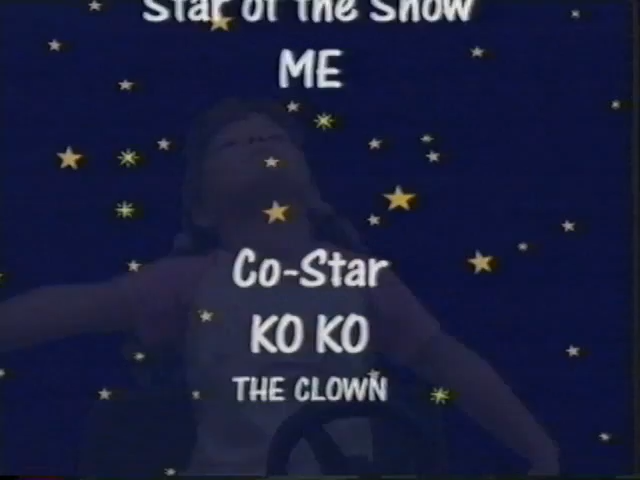 Star of the Show
ME
Co-Star
KO KO
THE CLOWN